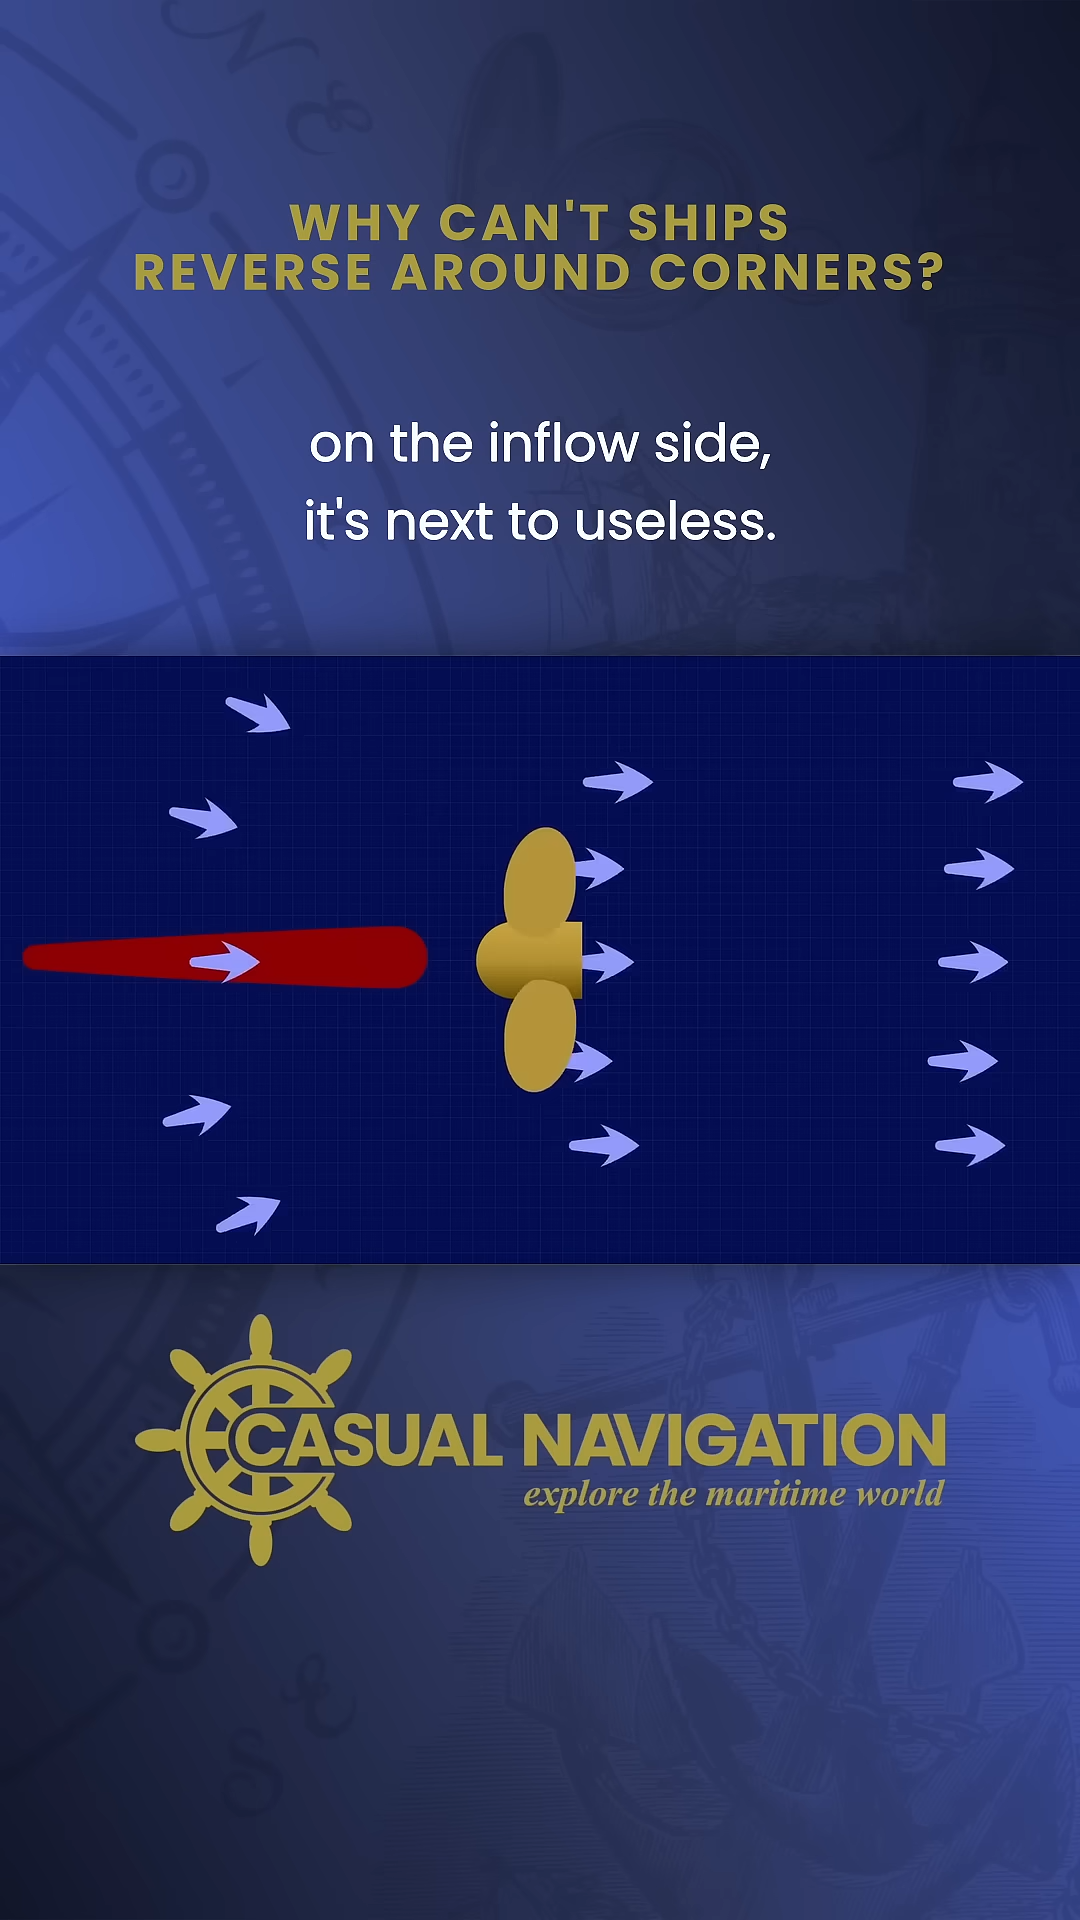 N
E
WHY CAN'T SHIPS
REVERSE AROUND CORNERS?
on the inflow side,
it's next to useless.
CASUAL NAVIGATION
explore the maritime world
E
S